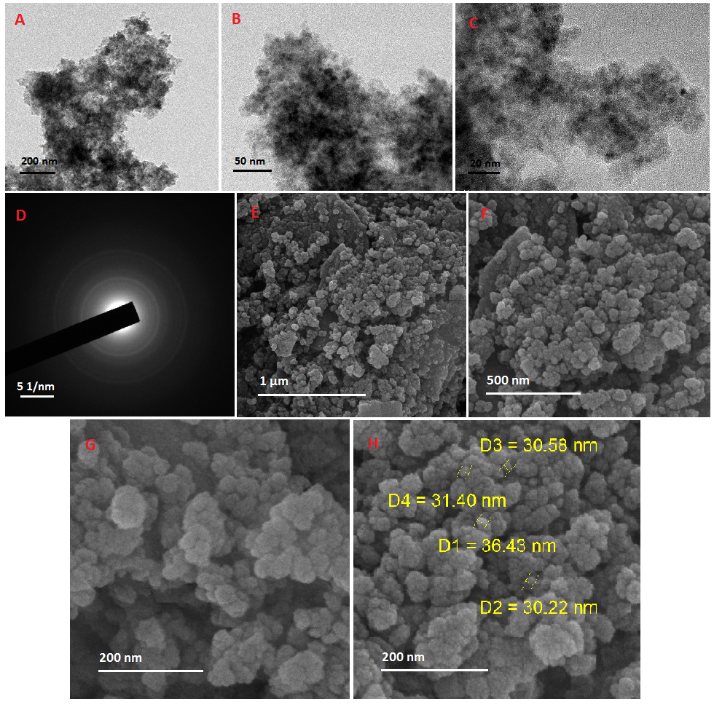 A
B
C
200 nm
50 nm
20 nm
D
E
F
5 1/nm
1 µm
500 nm
G
H
D3 = 30.58 nm
D4 = 31.40 nm
D1 = 36.43 nm
D2 = 30.22 nm
200 nm
200 nm